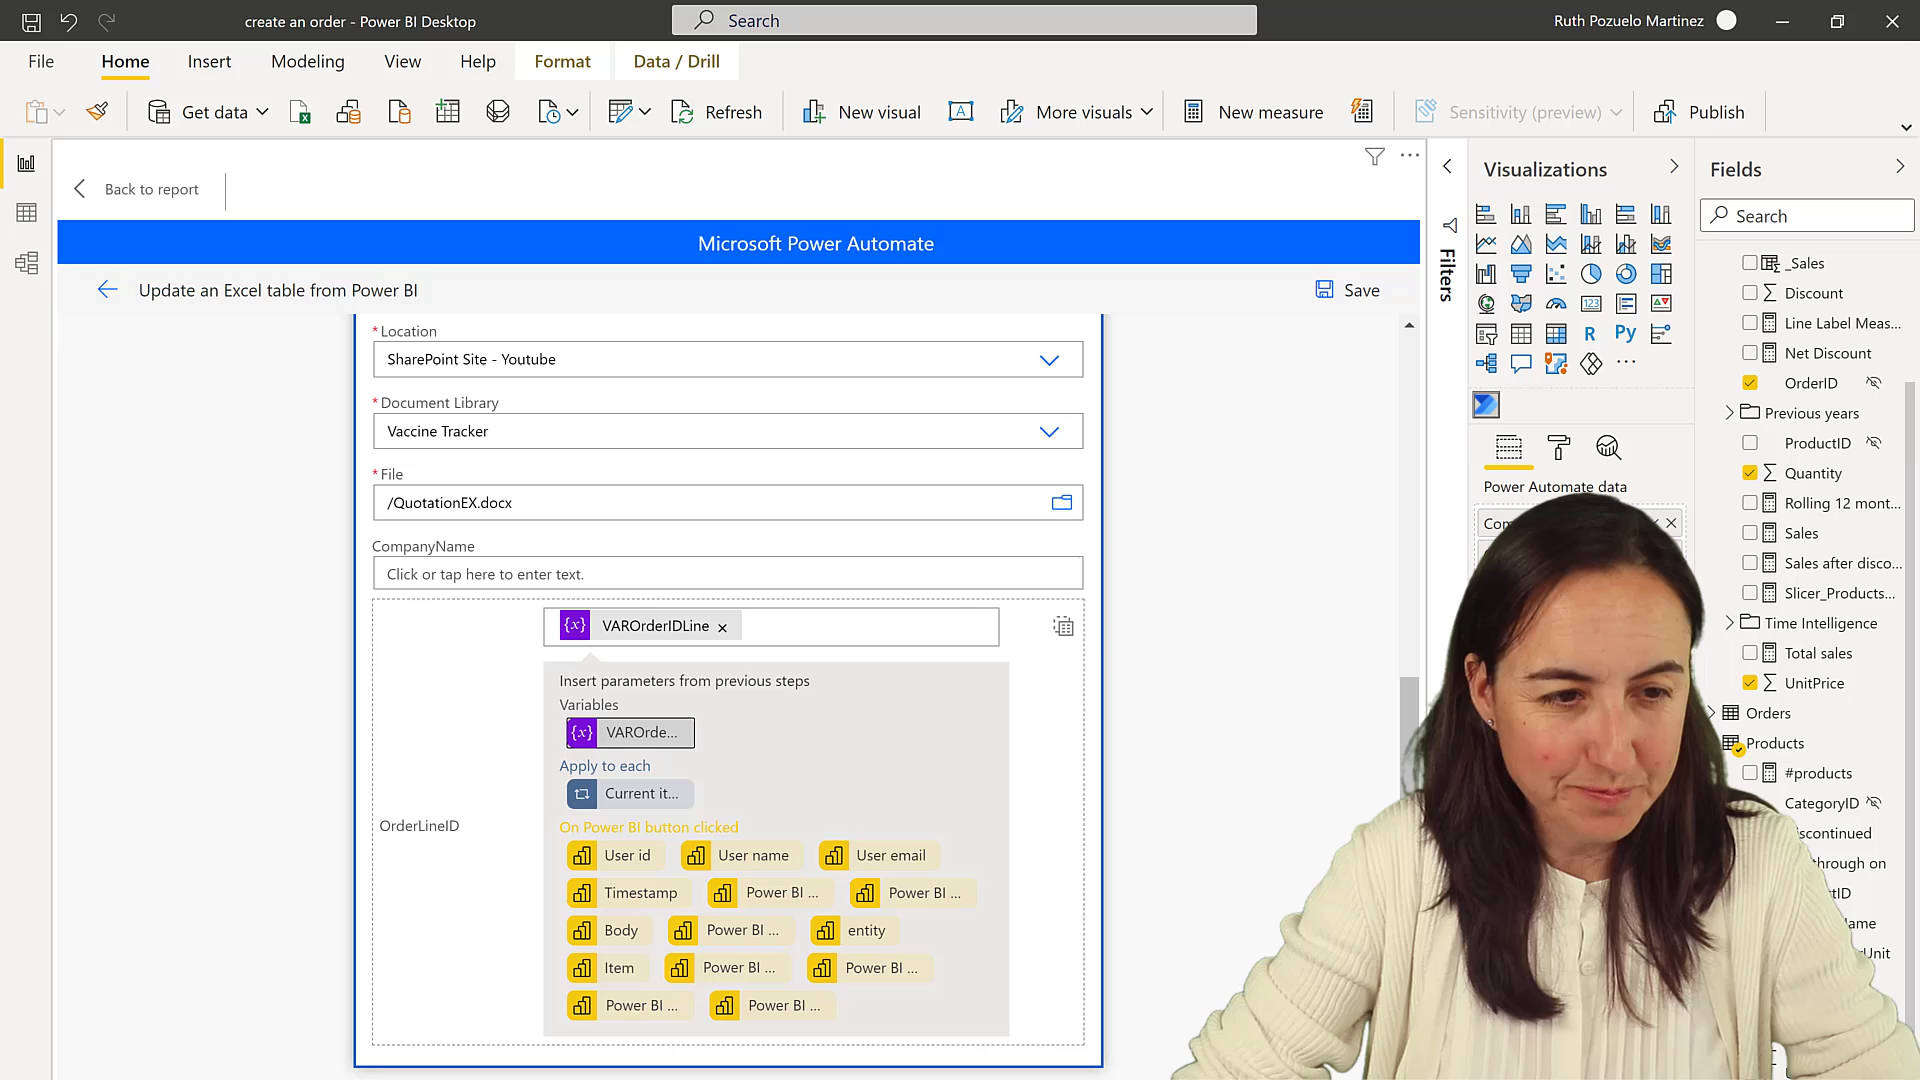 create an order - Power BI Desktop
Search
Ruth Pozuelo Martinez
File
Home
Insert
Modeling
View
Help
Format
Data / Drill
Get data
Refresh
New visual
More visuals
New measure
Sensitivity (preview)
Publish
Back to report
Microsoft Power Automate
Update an Excel table from Power BI
Save
* Location
SharePoint Site - Youtube
* Document Library
Vaccine Tracker
* File
/QuotationEX.docx
CompanyName
Click or tap here to enter text.
VAROrderIDLine
OrderLineID
Insert parameters from previous steps
Variables
VAROrde...
Apply to each
Current it...
On Power BI button clicked
User id
User name
User email
Timestamp
Power BI ...
Power BI ...
Body
Power BI ...
entity
Item
Power BI ...
Power BI ...
Power BI ...
Power BI ...
Filters
Visualizations
R
Py
123
Power Automate data
Fields
Search
_Sales
Discount
Line Label Meas...
Net Discount
OrderID
Previous years
ProductID
Quantity
Rolling 12 mont...
Sales
Sales after disco...
Slicer_Products...
Time Intelligence
Total sales
UnitPrice
Orders
Products
#products
CategoryID